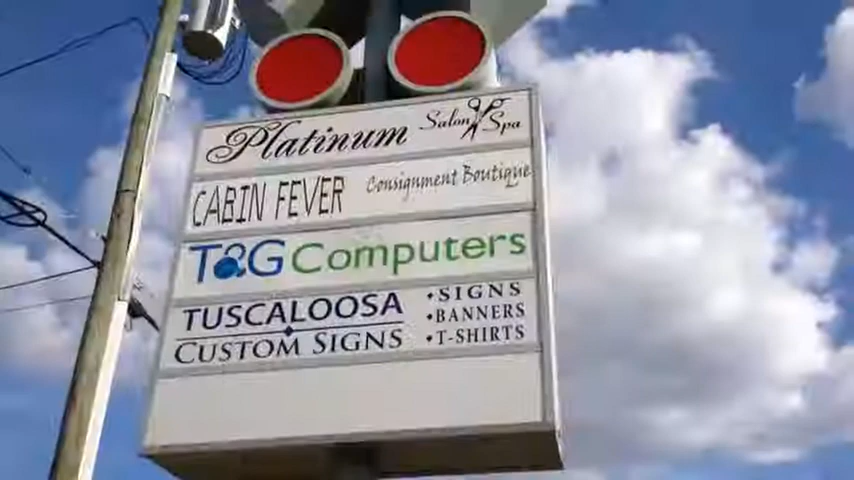 Platinum Salon Spa
CABIN FEVER Consignment Boutique
T&G Computers
TUSCALOOSA
CUSTOM SIGNS
• SIGNS
• BANNERS
• T-SHIRTS